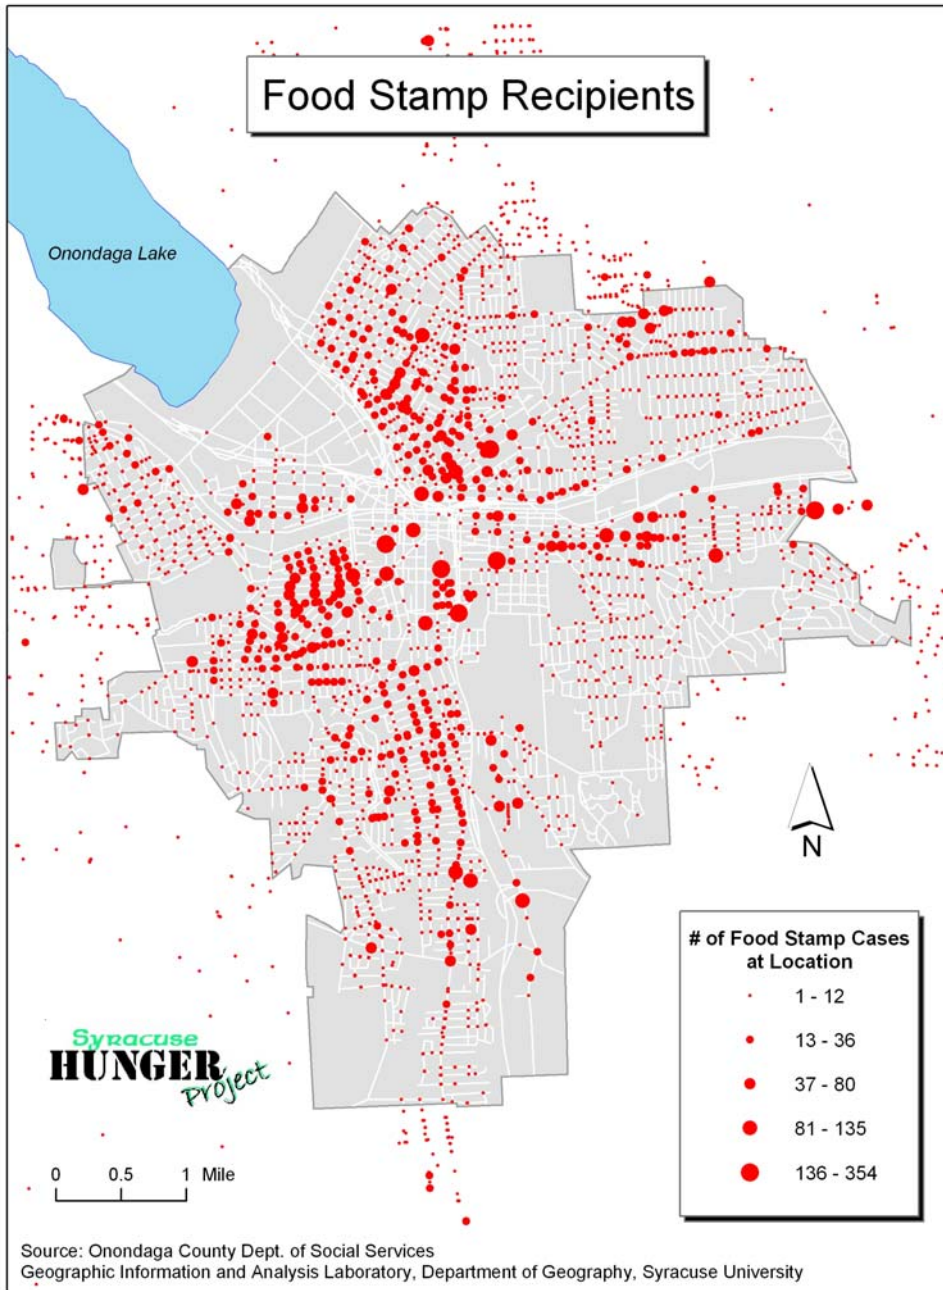 Food Stamp Recipients
Onondaga Lake
N
# of Food Stamp Cases
at Location
1 - 12
13 - 36
37 - 80
81 - 135
136 - 354
Syracuse
HUNGER
Project
0 0.5 1 Mile
Source: Onondaga County Dept. of Social Services
Geographic Information and Analysis Laboratory, Department of Geography, Syracuse University